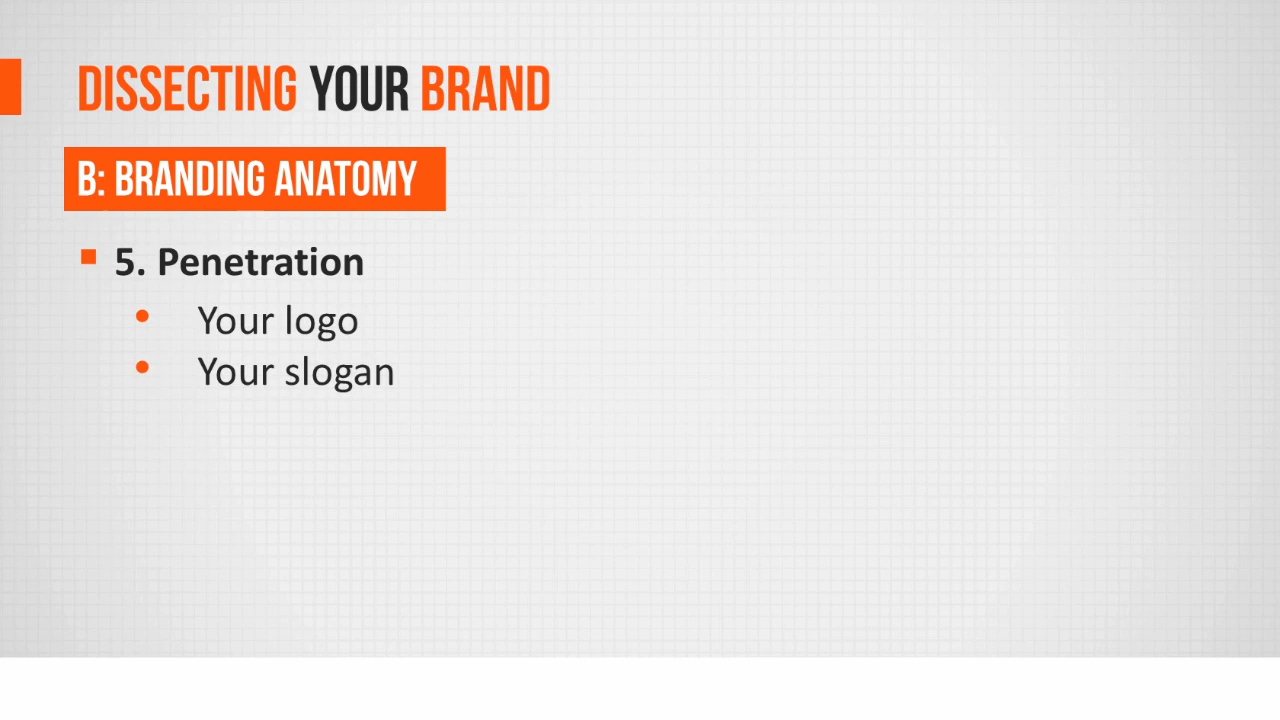 DISSECTING YOUR BRAND
B: BRANDING ANATOMY
5. Penetration
Your logo
Your slogan